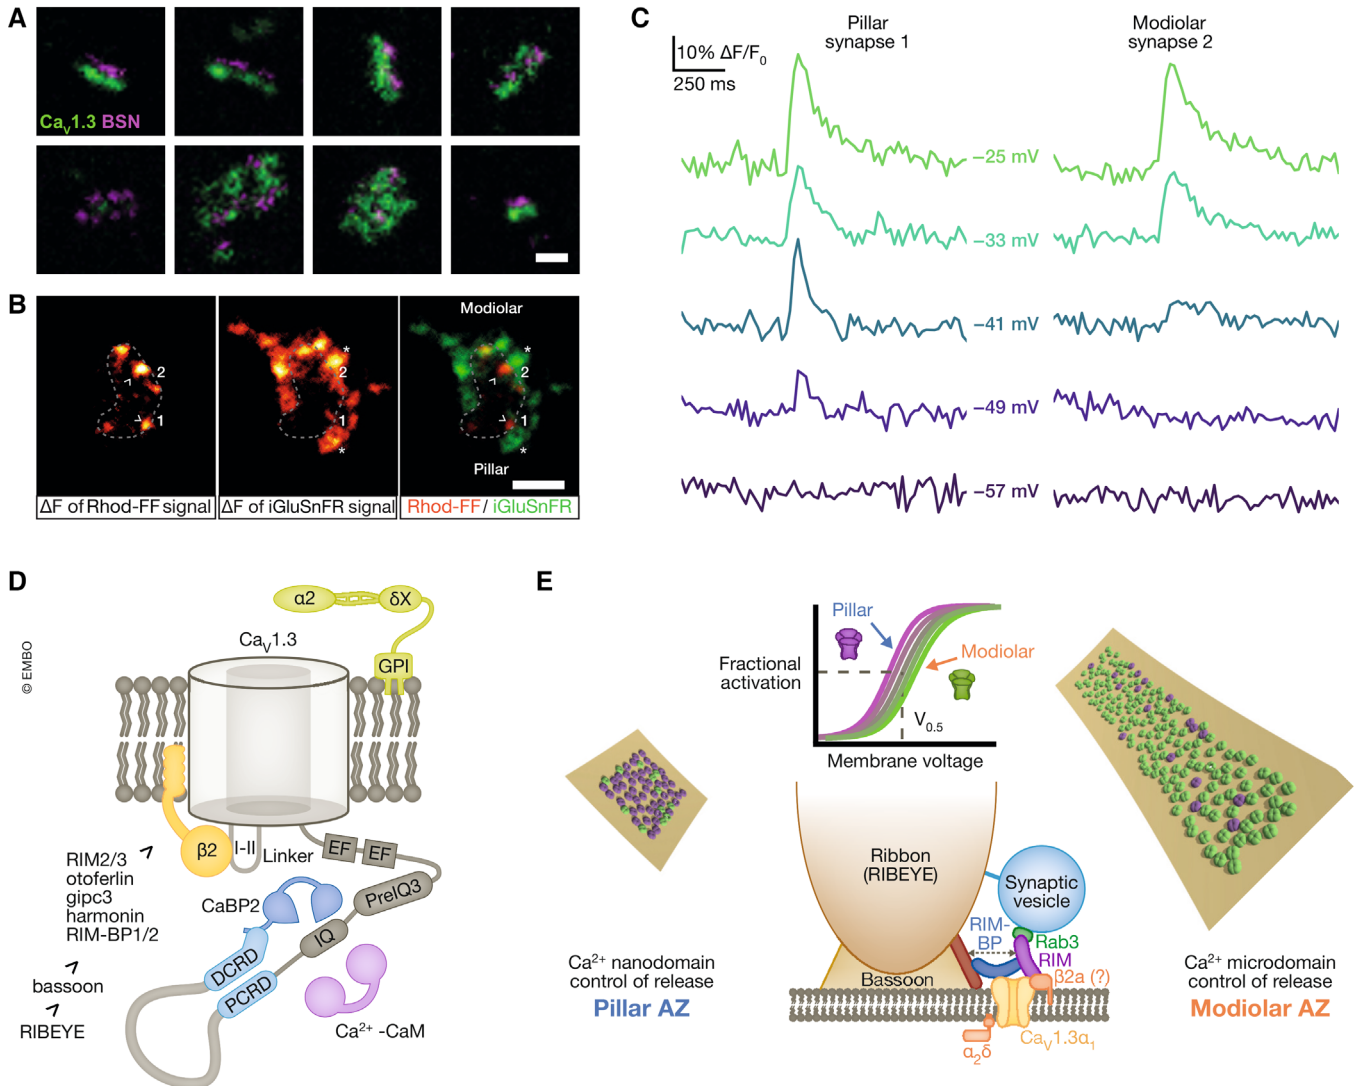 A
Ca_V1.3 BSN
B
Modiolar
2
1
*
*
2
1
*
2
1
*
Pillar
ΔF of Rhod-FF signal
ΔF of iGluSnFR signal
Rhod-FF/ iGluSnFR
C
10% ΔF/F₀
250 ms
Pillar
synapse 1
Modiolar
synapse 2
−25 mV
−33 mV
−41 mV
−49 mV
−57 mV
D
© EMBO
α2
δX
Ca_V1.3
GPI
β2
I-II
Linker
EF
EF
PreIQ3
IQ
CaBP2
DCRD
PCRD
Ca²⁺ -CaM
RIM2/3
otoferlin
gipc3
harmonin
RIM-BP1/2
bassoon
RIBEYE
E
Pillar
Modiolar
Fractional
activation
V₀.₅
Membrane voltage
Ribbon
(RIBEYE)
Synaptic
vesicle
RIM-
BP
Rab3
RIM
β2a (?)
Bassoon
α₂δ
Ca_V1.3α₁
Ca²⁺ nanodomain
control of release
Pillar AZ
Ca²⁺ microdomain
control of release
Modiolar AZ